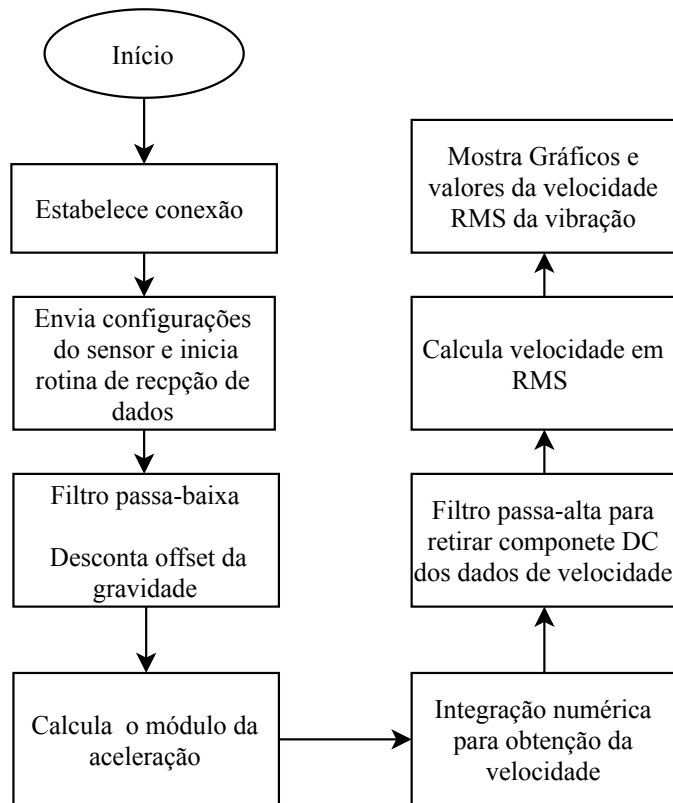 Início
Estabelece conexão
Envia configurações
do sensor e inicia
rotina de recpção de
dados
Filtro passa-baixa
Desconta offset da
gravidade
Calcula o módulo da
aceleração
Integração numérica
para obtenção da
velocidade
Filtro passa-alta para
retirar componete DC
dos dados de velocidade
Calcula velocidade em
RMS
Mostra Gráficos e
valores da velocidade
RMS da vibração